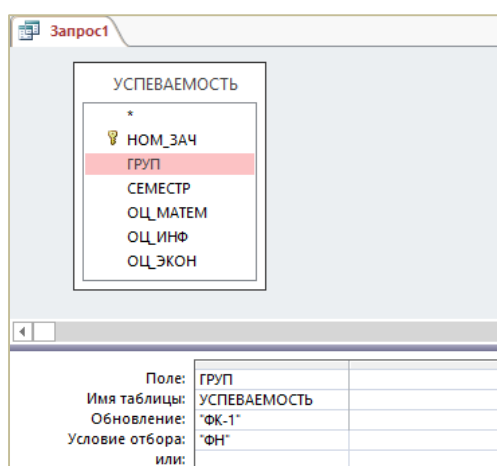 Запрос1
УСПЕВАЕМОСТЬ
*
НОМ_ЗАЧ
ГРУП
СЕМЕСТР
ОЦ_МАТЕМ
ОЦ_ИНФ
ОЦ_ЭКОН
Поле: ГРУП
Имя таблицы: УСПЕВАЕМОСТЬ
Обновление: "ФК-1"
Условие отбора: "ФН"
или: